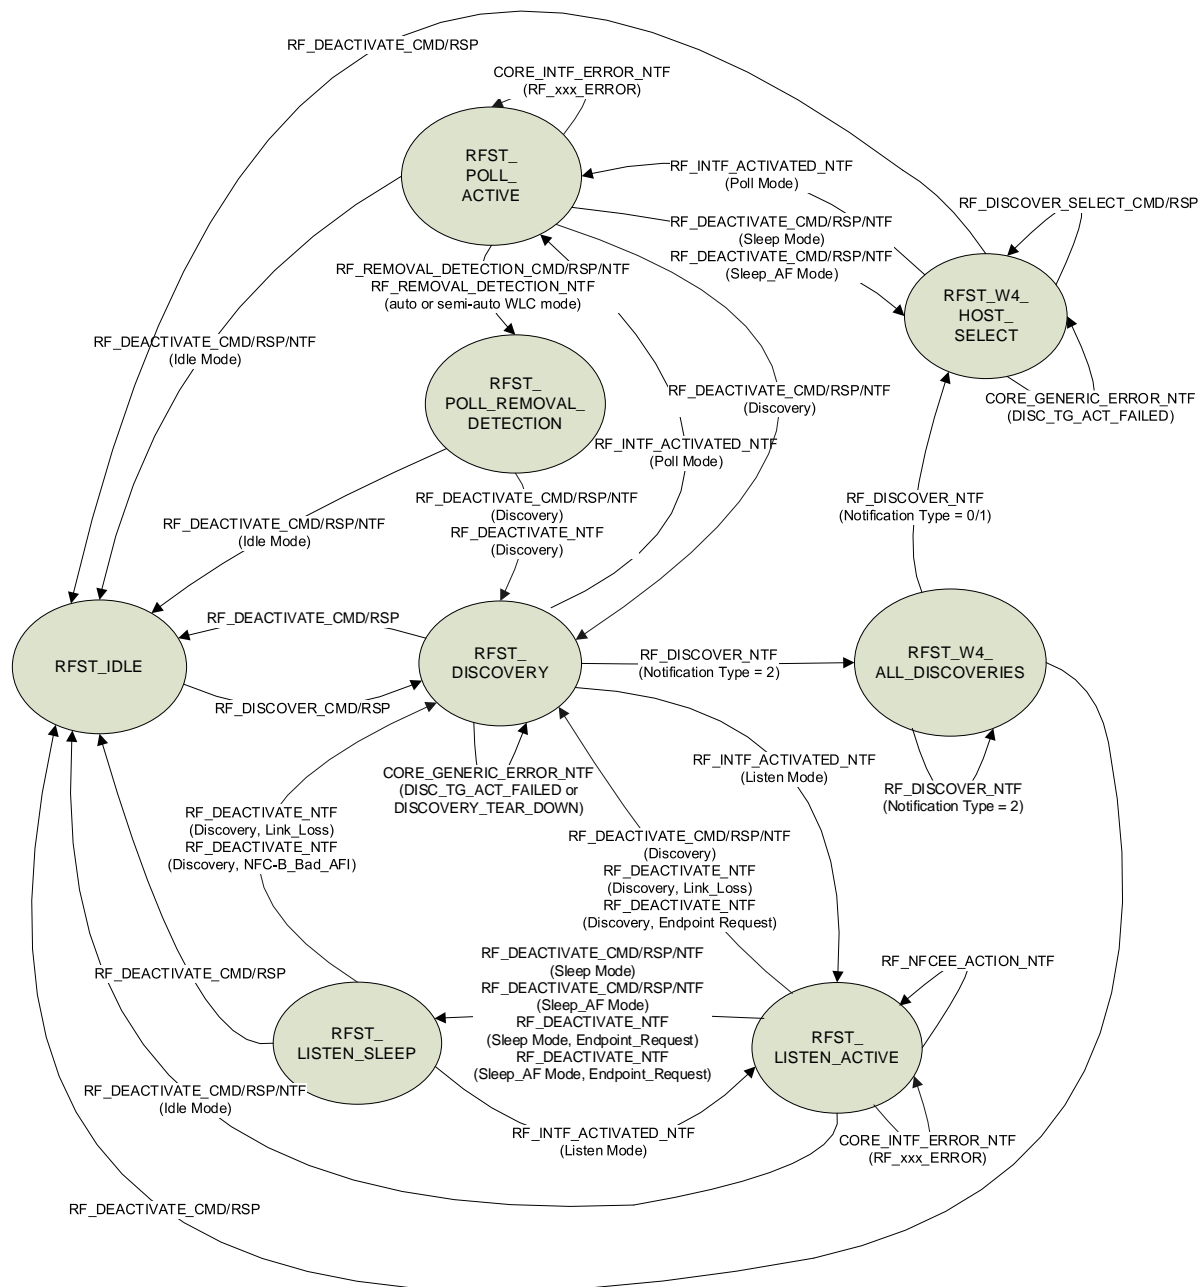 RF_DEACTIVATE_CMD/RSP
CORE_INTF_ERROR_NTF
(RF_xxx_ERROR)
RFST_
POLL_
ACTIVE
RF_INTF_ACTIVATED_NTF
(Poll Mode)
RF_DEACTIVATE_CMD/RSP/NTF
(Sleep Mode)
RF_DEACTIVATE_CMD/RSP/NTF
(Sleep_AF Mode)
RF_DISCOVER_SELECT_CMD/RSP
RFST_W4_
HOST_
SELECT
RF_REMOVAL_DETECTION_CMD/RSP/NTF
RF_REMOVAL_DETECTION_NTF
(auto or semi-auto WLC mode)
RF_DEACTIVATE_CMD/RSP/NTF
(Idle Mode)
RFST_
POLL_REMOVAL_
DETECTION
RF_DEACTIVATE_CMD/RSP/NTF
(Discovery)
CORE_GENERIC_ERROR_NTF
(DISC_TG_ACT_FAILED)
RF_INTF_ACTIVATED_NTF
(Poll Mode)
RF_DEACTIVATE_CMD/RSP/NTF
(Discovery)
RF_DEACTIVATE_NTF
(Discovery)
RF_DISCOVER_NTF
(Notification Type = 0/1)
RF_DEACTIVATE_CMD/RSP/NTF
(Idle Mode)
RF_DEACTIVATE_CMD/RSP
RFST_IDLE
RFST_
DISCOVERY
RF_DISCOVER_NTF
(Notification Type = 2)
RFST_W4_
ALL_DISCOVERIES
RF_DISCOVER_CMD/RSP
CORE_GENERIC_ERROR_NTF
(DISC_TG_ACT_FAILED or
DISCOVERY_TEAR_DOWN)
RF_INTF_ACTIVATED_NTF
(Listen Mode)
RF_DISCOVER_NTF
(Notification Type = 2)
RF_DEACTIVATE_NTF
(Discovery, Link_Loss)
RF_DEACTIVATE_NTF
(Discovery, NFC-B_Bad_AFI)
RF_DEACTIVATE_CMD/RSP/NTF
(Discovery)
RF_DEACTIVATE_NTF
(Discovery, Link_Loss)
RF_DEACTIVATE_NTF
(Discovery, Endpoint Request)
RF_DEACTIVATE_CMD/RSP
RF_DEACTIVATE_CMD/RSP/NTF
(Sleep Mode)
RF_DEACTIVATE_CMD/RSP/NTF
(Sleep_AF Mode)
RF_DEACTIVATE_NTF
(Sleep Mode, Endpoint_Request)
RF_DEACTIVATE_NTF
(Sleep_AF Mode, Endpoint_Request)
RF_NFCEE_ACTION_NTF
RFST_
LISTEN_SLEEP
RFST_
LISTEN_ACTIVE
RF_DEACTIVATE_CMD/RSP/NTF
(Idle Mode)
RF_INTF_ACTIVATED_NTF
(Listen Mode)
CORE_INTF_ERROR_NTF
(RF_xxx_ERROR)
RF_DEACTIVATE_CMD/RSP